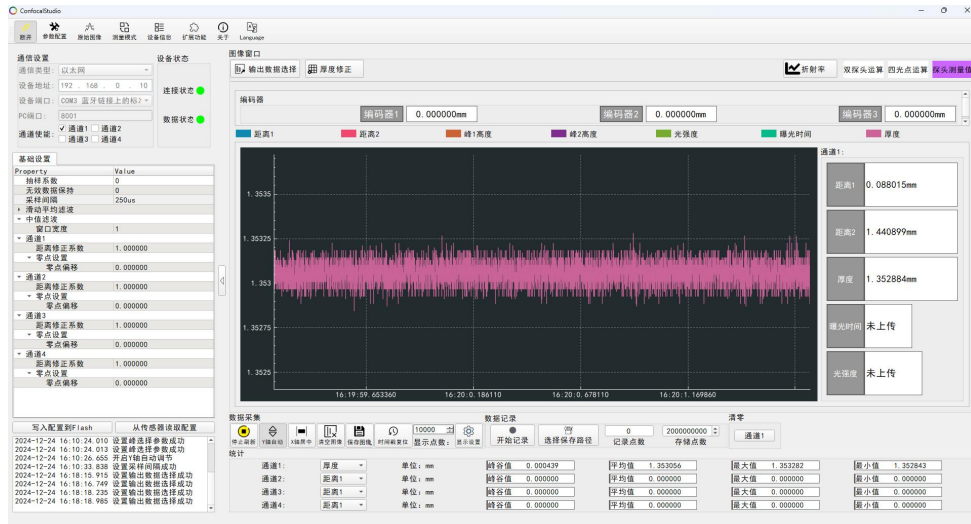 ConfocalStudio
断开 参数配置 原始图像 测量模式 设备信息 扩展功能 关于 Language
通信设置
通信类型: 以太网
设备地址: 192 . 168 . 0 . 10
设备端口: COM3 蓝牙链接上的标
PC端口: 8001
通道使能: 通道1 通道2
通道3 通道4
设备状态
连接状态
数据状态
基础设置
Property Value
抽样系数 0
无效数据保持 0
采样间隔 250us
滑动平均滤波
中值滤波
窗口宽度 1
通道1
距离修正系数 1.000000
零点设置
零点偏移 0.000000
通道2
距离修正系数 1.000000
零点设置
零点偏移 0.000000
通道3
距离修正系数 1.000000
零点设置
零点偏移 0.000000
通道4
距离修正系数 1.000000
零点设置
零点偏移 0.000000
写入配置到Flash 从传感器读取配置
2024-12-24 16:10:24.010 设置峰选择参数成功
2024-12-24 16:10:24.013 设置峰选择参数成功
2024-12-24 16:10:26.655 开启Y轴自动调节
2024-12-24 16:10:33.838 设置采样间隔成功
2024-12-24 16:18:15.915 设置输出数据选择成功
2024-12-24 16:18:16.749 设置输出数据选择成功
2024-12-24 16:18:18.235 设置输出数据选择成功
2024-12-24 16:18:18.985 设置输出数据选择成功
图像窗口
输出数据选择 厚度修正 折射率 双探头运算 四光点运算 探头测量值
编码器
编码器1 0.000000mm 编码器2 0.000000mm 编码器3 0.000000mm
距离1 距离2 峰1高度 峰2高度 光强度 曝光时间 厚度
1.3535
1.35325
1.353
1.35275
1.3525
16:19:59.653360 16:20:0.186110 16:20:0.678110 16:20:1.169860
通道1:
距离1 0.088015mm
距离2 1.440899mm
厚度 1.352884mm
曝光时间 未上传
光强度 未上传
数据采集
停止刷新 Y轴自动 X轴居中 清空图像 保存图像 时间戳复位 10000 显示点数: 显示设置
数据记录
开始记录 选择保存路径 0 记录点数 2000000000 存储点数
清零
通道1
统计
通道1: 厚度 单位: mm 峰谷值 0.000439 平均值 1.353056 最大值 1.353282 最小值 1.352843
通道2: 距离1 单位: mm 峰谷值 0.000000 平均值 0.000000 最大值 0.000000 最小值 0.000000
通道3: 距离1 单位: mm 峰谷值 0.000000 平均值 0.000000 最大值 0.000000 最小值 0.000000
通道4: 距离1 单位: mm 峰谷值 0.000000 平均值 0.000000 最大值 0.000000 最小值 0.000000